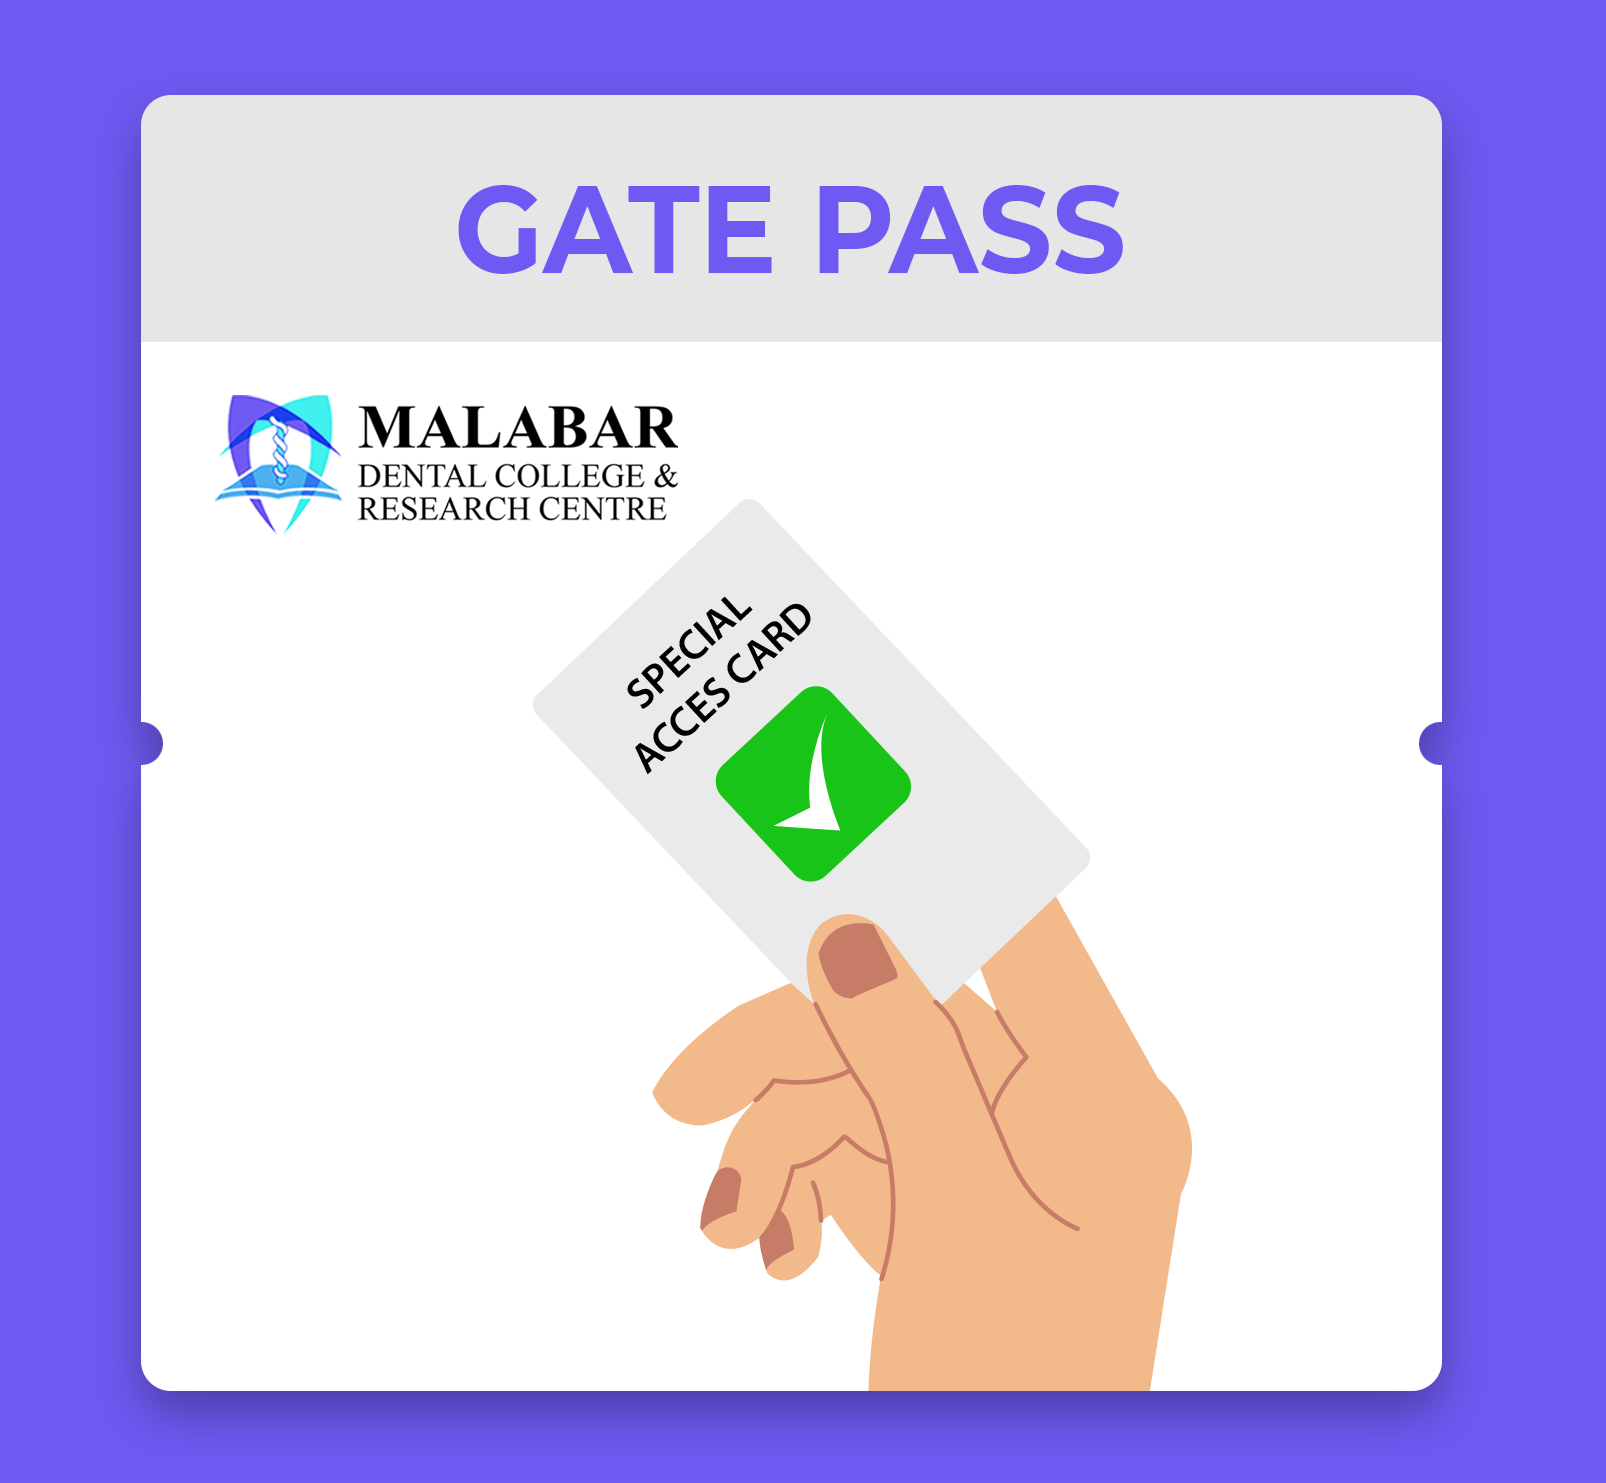 GATE PASS
MALABAR
DENTAL COLLEGE &
RESEARCH CENTRE
SPECIAL
ACCES CARD